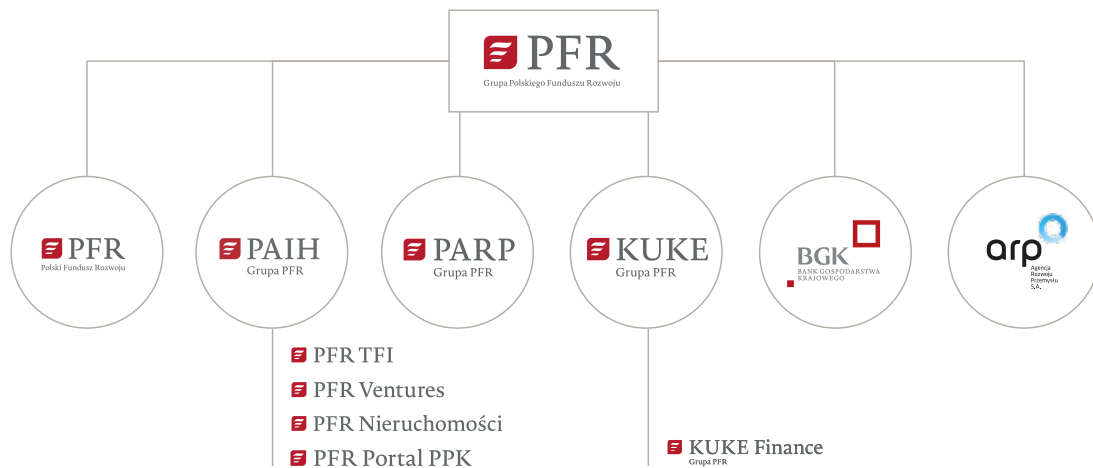 PFR
Grupa Polskiego Funduszu Rozwoju
PFR
Polski Fundusz Rozwoju
PAIH
Grupa PFR
PARP
Grupa PFR
KUKE
Grupa PFR
BGK
BANK GOSPODARSTWA
KRAJOWEGO
arp
Agencja
Rozwoju
Przemysłu
S.A.
PFR TFI
PFR Ventures
PFR Nieruchomości
PFR Portal PPK
KUKE Finance
Grupa PFR